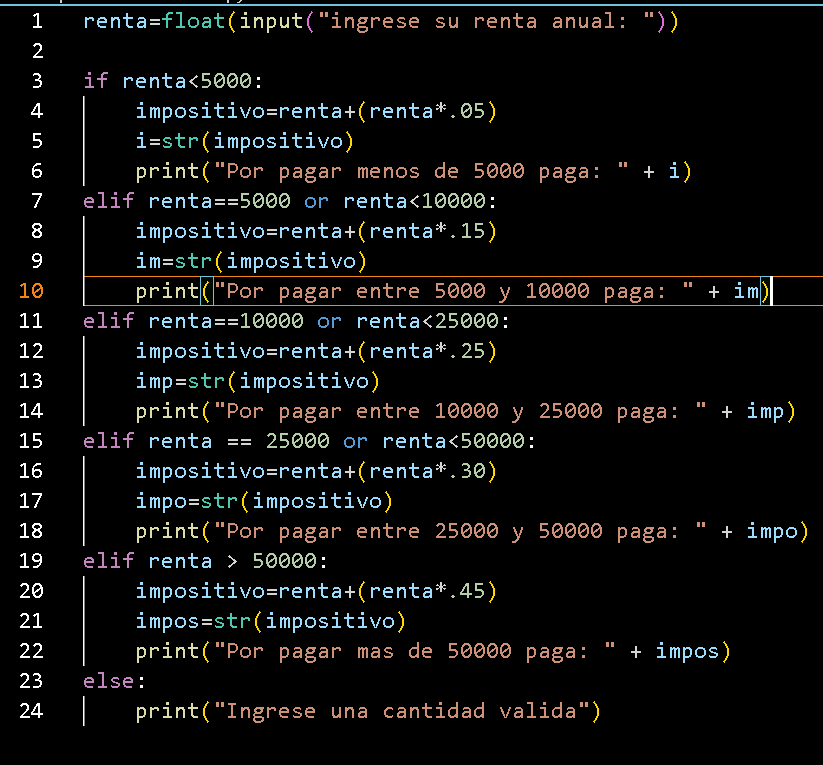 1 renta=float(input("ingrese su renta anual: "))
2
3 if renta<5000:
4     impositivo=renta+(renta*.05)
5     i=str(impositivo)
6     print("Por pagar menos de 5000 paga: " + i)
7 elif renta==5000 or renta<10000:
8     impositivo=renta+(renta*.15)
9     im=str(impositivo)
10     print("Por pagar entre 5000 y 10000 paga: " + im)
11 elif renta==10000 or renta<25000:
12     impositivo=renta+(renta*.25)
13     imp=str(impositivo)
14     print("Por pagar entre 10000 y 25000 paga: " + imp)
15 elif renta == 25000 or renta<50000:
16     impositivo=renta+(renta*.30)
17     impo=str(impositivo)
18     print("Por pagar entre 25000 y 50000 paga: " + impo)
19 elif renta > 50000:
20     impositivo=renta+(renta*.45)
21     impos=str(impositivo)
22     print("Por pagar mas de 50000 paga: " + impos)
23 else:
24     print("Ingrese una cantidad valida")